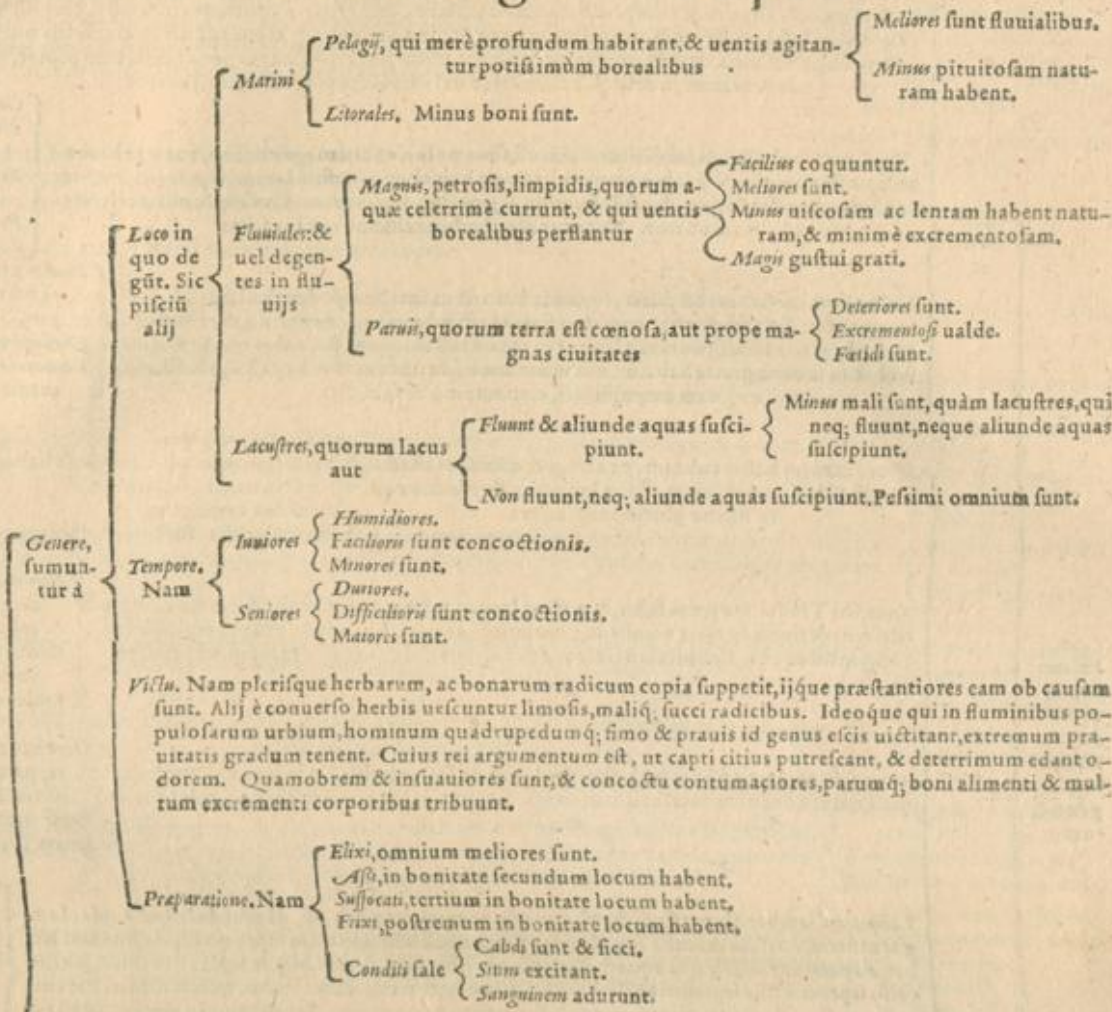 Meliores sunt fluuialibus.
Pelagij, qui merè profundum habitant, & uentis agitan-
tur potissimùm borealibus
Minus pituitosam natu-
ram habent.
Marini
Litorales. Minus boni sunt.
Facilius coquuntur.
Magnis, petrosis, limpidis, quorum a-
Meliores sunt.
quæ celerrimè currunt, & qui uentis
Minus uiscosam ac lentam habent natu-
borealibus perflantur
ram, & minimè excrementosam.
Magis gustui grati.
Loco in
quo de
gūt. Sic
pisciū
alij
Fluuiales: &
uel degen-
tes in flu-
uijs
Deteriores sunt.
Paruis, quorum terra est cœnosa, aut prope ma-
Excrementosi ualde.
gnas ciuitates
Fœtidi sunt.
Minus mali sunt, quàm lacustres, qui
Fluunt & aliunde aquas susci-
neq; fluunt, neque aliunde aquas
piunt.
suscipiunt.
Lacustres, quorum lacus
aut
Non fluunt, neq; aliunde aquas suscipiunt. Pessimi omnium sunt.
Genere,
sumun-
tur à
Humidiores.
Iuniores
Facilioris sunt concoctionis.
Minores sunt.
Tempore.
Nam
Duriores.
Seniores
Difficilioris sunt concoctionis.
Maiores sunt.
Victu. Nam plerisque herbarum, ac bonarum radicum copia suppetit, ijque præstantiores eam ob causam
sunt. Alij è conuerso herbis uescuntur limosis, maliq; succi radicibus. Ideoque qui in fluminibus po-
pulosarum urbium, hominum quadrupedumq; fimo & prauis id genus escis uictitant, extremum pra-
uitatis gradum tenent. Cuius rei argumentum est, ut capti citius putrescant, & deterrimum edant o-
dorem. Quamobrem & insuauiores sunt, & concoctu contumaciores, parumq; boni alimenti & mul-
tum excrementi corporibus tribuunt.
Elixi, omnium meliores sunt.
Assi, in bonitate secundum locum habent.
Præparatione. Nam
Suffocati, tertium in bonitate locum habent.
Frixi, postremum in bonitate locum habent.
Calidi sunt & sicci.
Conditi sale
Sitim excitant.
Sanguinem adurunt.